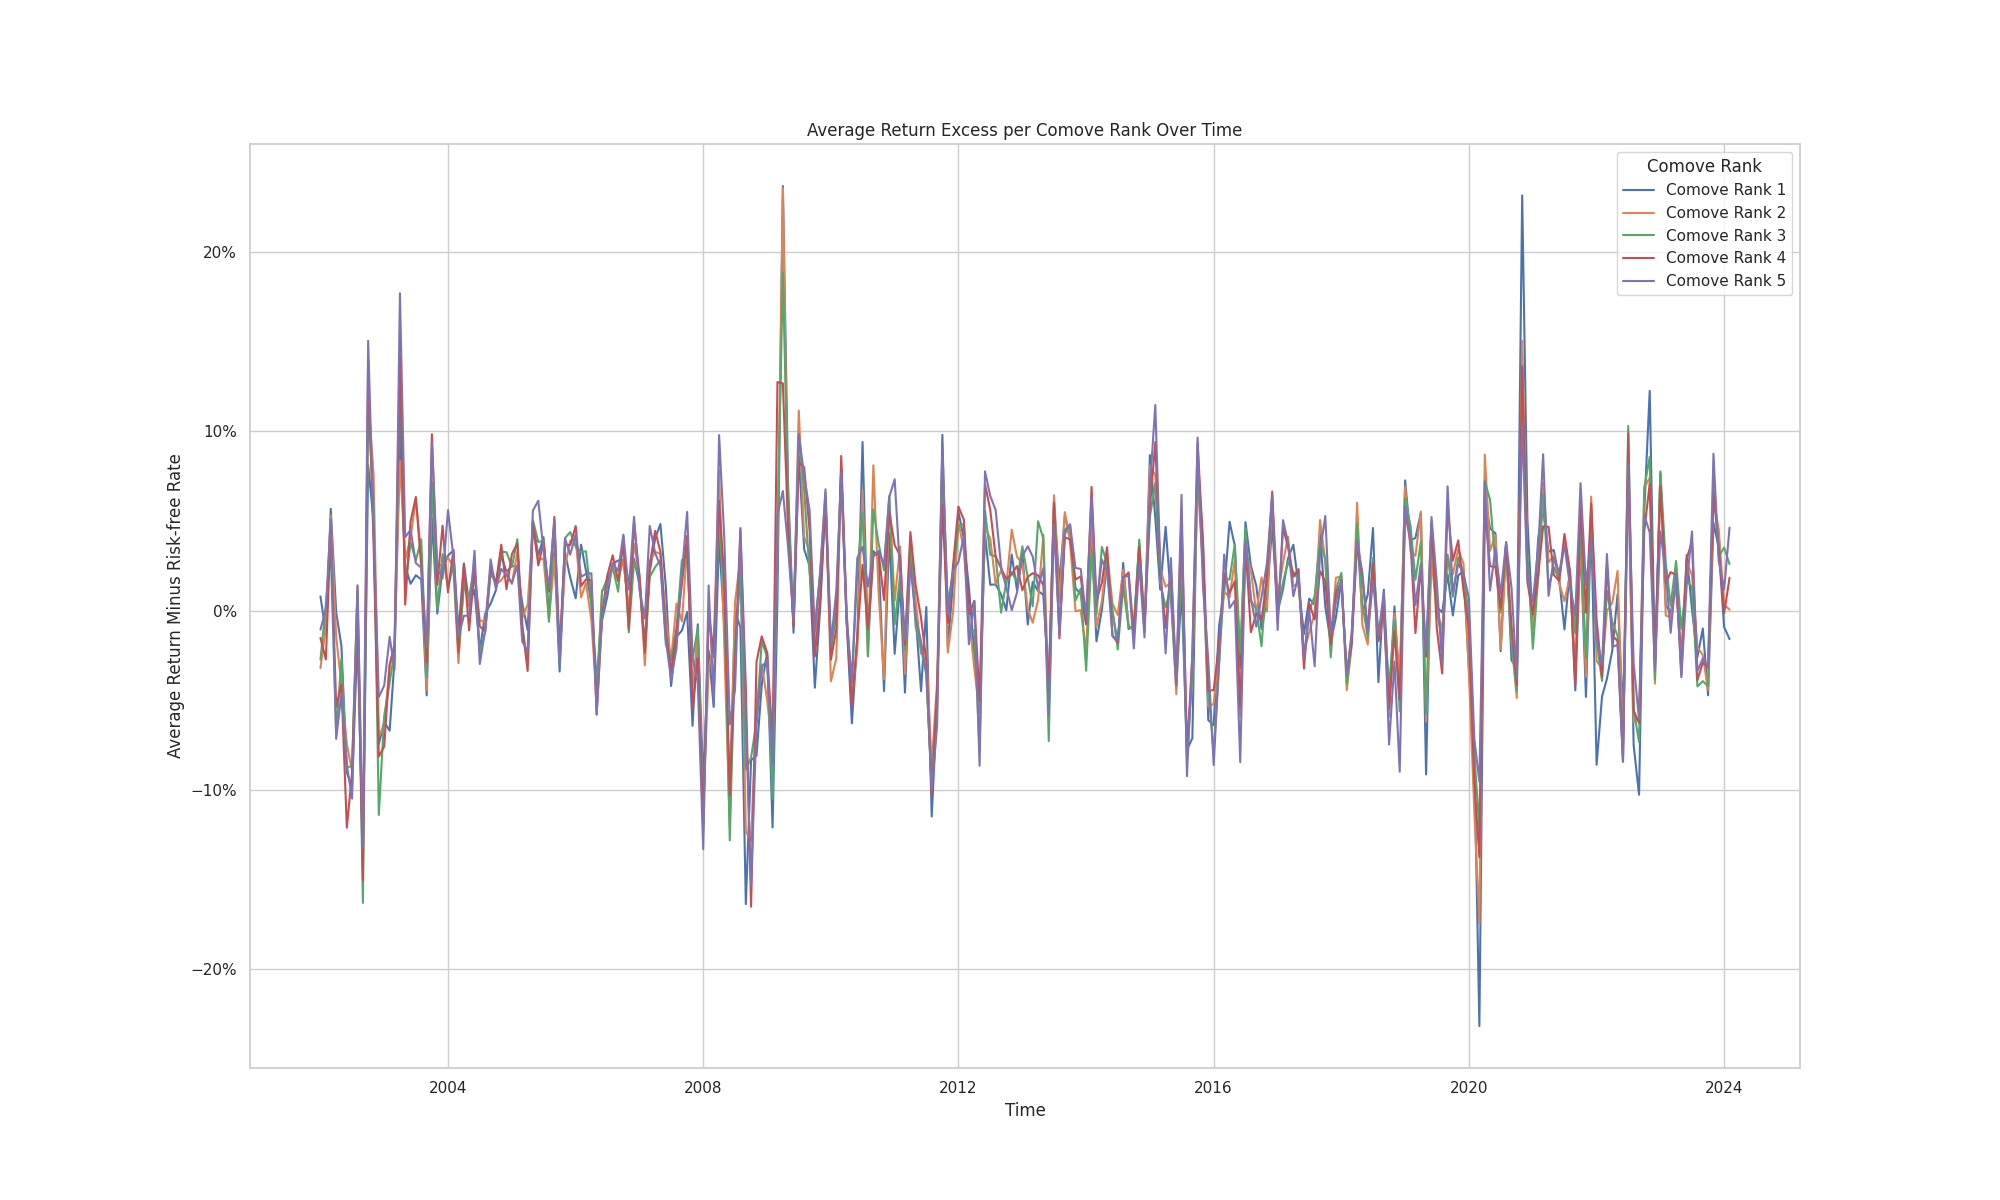 Average Return Excess per Comove Rank Over Time
Comove Rank
Comove Rank 1
Comove Rank 2
Comove Rank 3
Comove Rank 4
Comove Rank 5
20%
10%
0%
−10%
−20%
Average Return Minus Risk-free Rate
2004 2008 2012 2016 2020 2024
Time